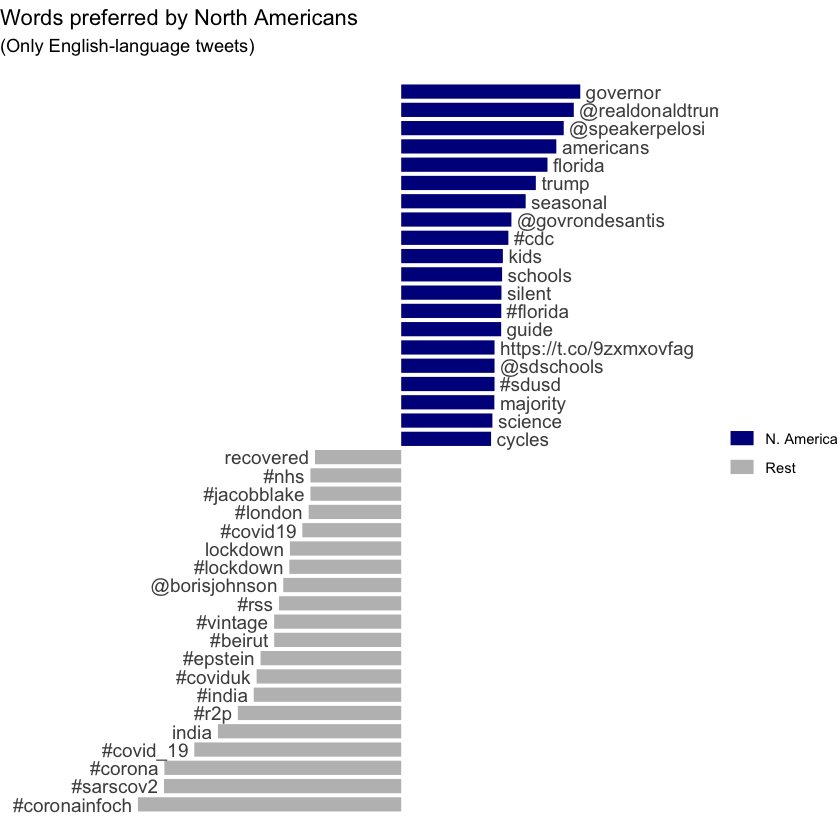 Words preferred by North Americans
(Only English-language tweets)
governor
@realdonaldtrun
@speakerpelosi
americans
florida
trump
seasonal
@govrondesantis
#cdc
kids
schools
silent
#florida
guide
https://t.co/9zxmxovfag
@sdschools
#sdusd
majority
science
cycles
N. America
Rest
recovered
#nhs
#jacobblake
#london
#covid19
lockdown
#lockdown
@borisjohnson
#rss
#vintage
#beirut
#epstein
#coviduk
#india
#r2p
india
#covid_19
#corona
#sarscov2
#coronainfoch